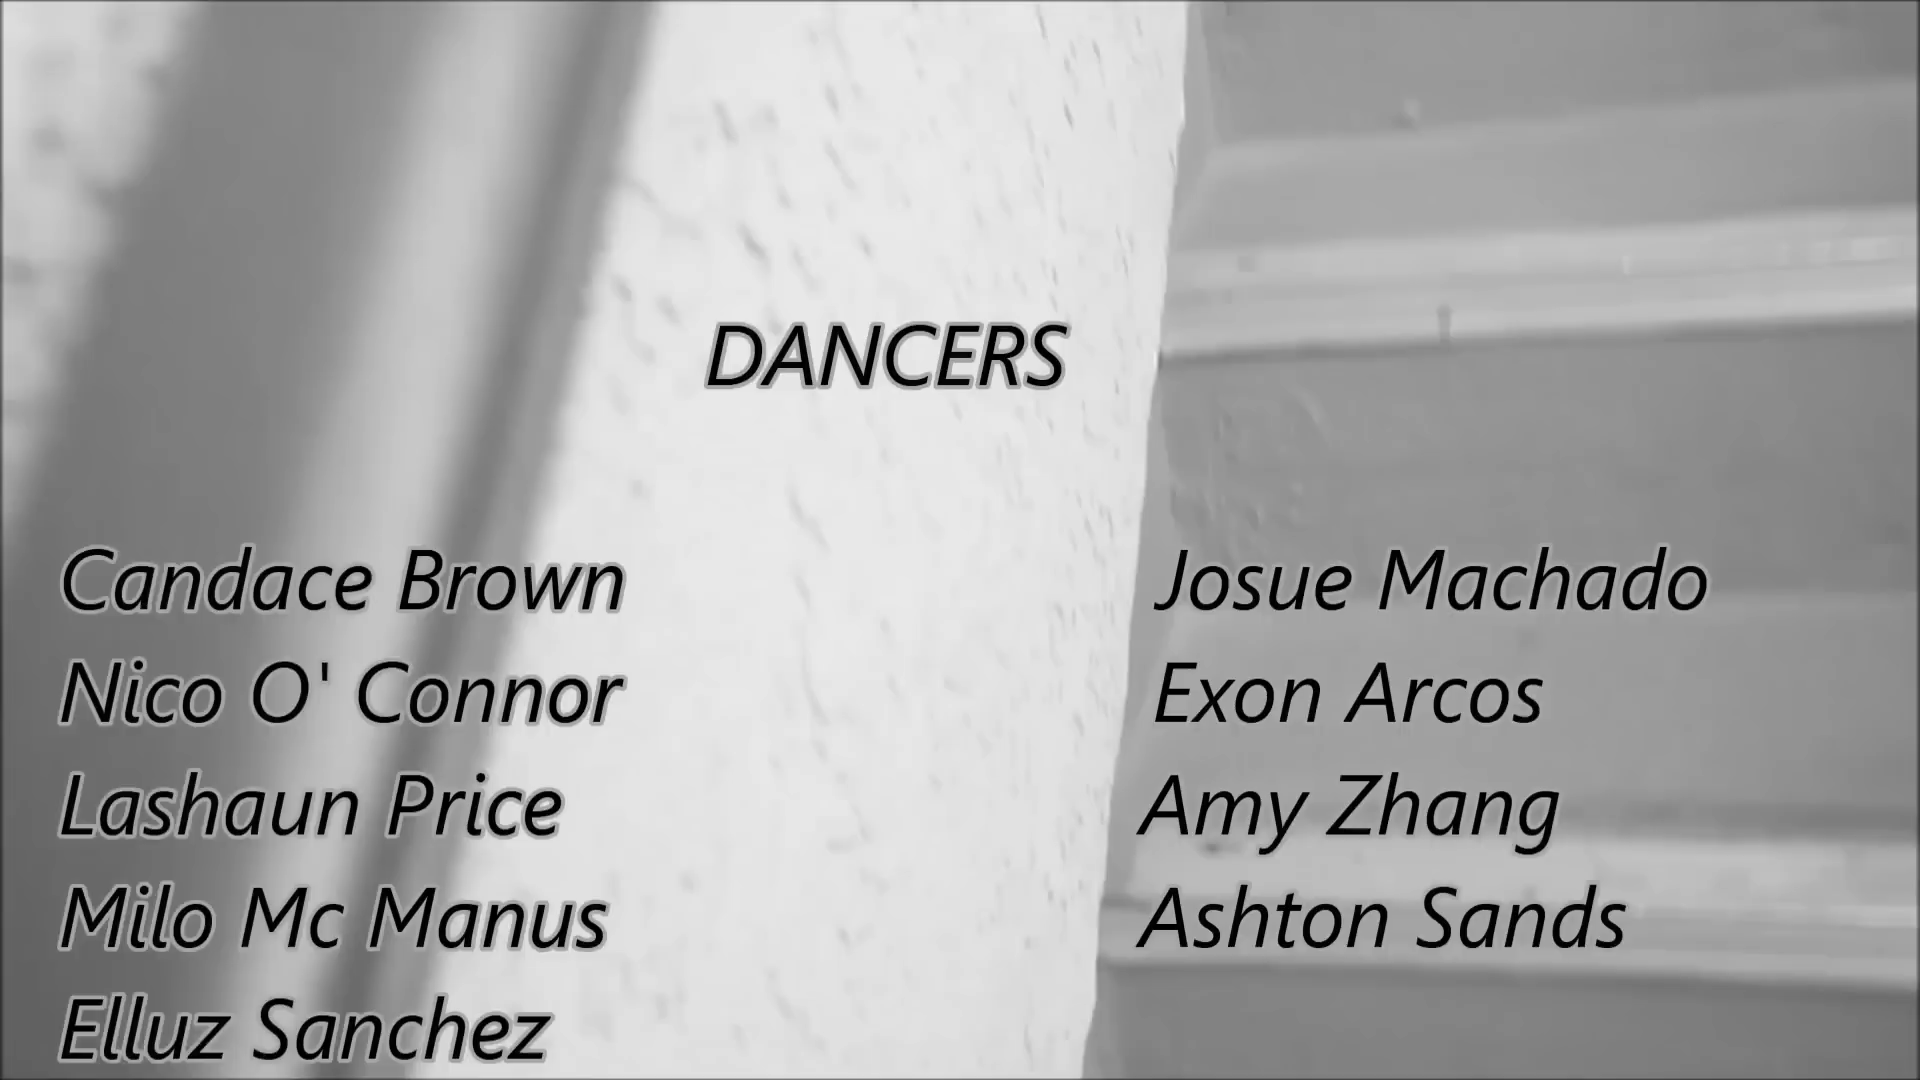 DANCERS
Candace Brown
Nico O' Connor
Lashaun Price
Milo Mc Manus
Elluz Sanchez
Josue Machado
Exon Arcos
Amy Zhang
Ashton Sands